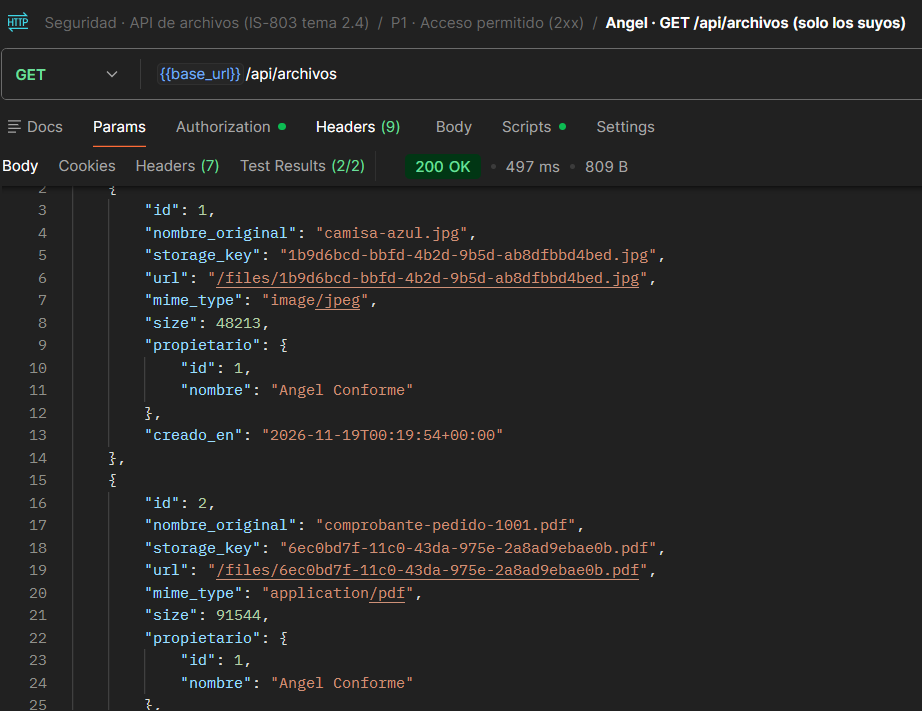 HTTP Seguridad · API de archivos (IS-803 tema 2.4) / P1 · Acceso permitido (2xx) / Angel · GET /api/archivos (solo los suyos)
GET {{base_url}} /api/archivos
Docs Params Authorization Headers (9) Body Scripts Settings
Body Cookies Headers (7) Test Results (2/2) 200 OK • 497 ms • 809 B
2 {
3 "id": 1,
4 "nombre_original": "camisa-azul.jpg",
5 "storage_key": "1b9d6bcd-bbfd-4b2d-9b5d-ab8dfbbd4bed.jpg",
6 "url": "/files/1b9d6bcd-bbfd-4b2d-9b5d-ab8dfbbd4bed.jpg",
7 "mime_type": "image/jpeg",
8 "size": 48213,
9 "propietario": {
10 "id": 1,
11 "nombre": "Angel Conforme"
12 },
13 "creado_en": "2026-11-19T00:19:54+00:00"
14 },
15 {
16 "id": 2,
17 "nombre_original": "comprobante-pedido-1001.pdf",
18 "storage_key": "6ec0bd7f-11c0-43da-975e-2a8ad9ebae0b.pdf",
19 "url": "/files/6ec0bd7f-11c0-43da-975e-2a8ad9ebae0b.pdf",
20 "mime_type": "application/pdf",
21 "size": 91544,
22 "propietario": {
23 "id": 1,
24 "nombre": "Angel Conforme"
25 },